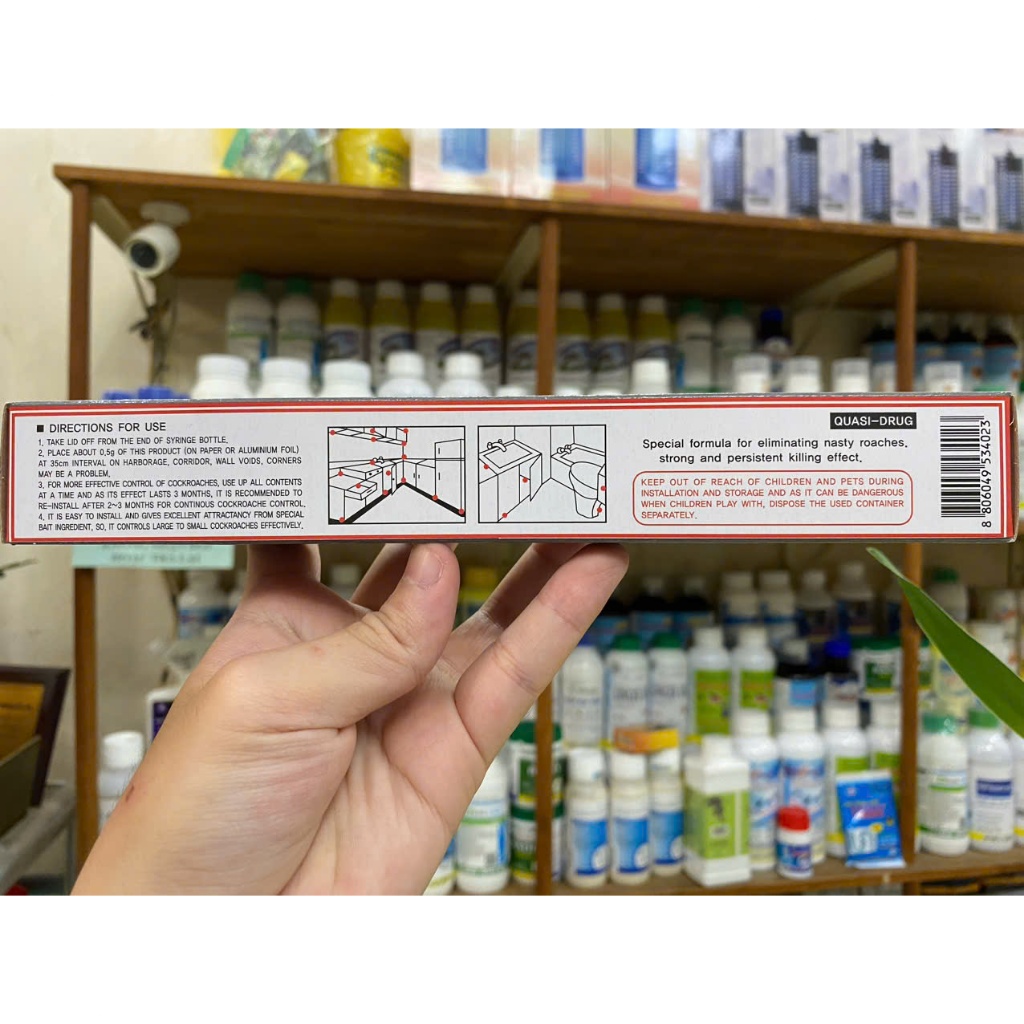 ■ DIRECTIONS FOR USE
1. TAKE LID OFF FROM THE END OF SYRINGE BOTTLE.
2. PLACE ABOUT 0,5g OF THIS PRODUCT (ON PAPER OR ALUMINIUM FOIL)
AT 35cm INTERVAL ON HARBORAGE, CORRIDOR, WALL VOIDS, CORNERS
MAY BE A PROBLEM.
3. FOR MORE EFFECTIVE CONTROL OF COCKROACHES, USE UP ALL CONTENTS
AT A TIME AND AS ITS EFFECT LASTS 3 MONTHS, IT IS RECOMMENDED TO
RE-INSTALL AFTER 2~3 MONTHS FOR CONTINOUS COCKROACHE CONTROL.
4. IT IS EASY TO INSTALL AND GIVES EXCELLENT ATTRACTANCY FROM SPECIAL
BAIT INGREDIENT, SO, IT CONTROLS LARGE TO SMALL COCKROACHES EFFECTIVELY.
QUASI-DRUG
Special formula for eliminating nasty roaches,
strong and persistent killing effect.
KEEP OUT OF REACH OF CHILDREN AND PETS DURING
INSTALLATION AND STORAGE AND AS IT CAN BE DANGEROUS
WHEN CHILDREN PLAY WITH, DISPOSE THE USED CONTAINER
SEPARATELY.
8 806049 534023